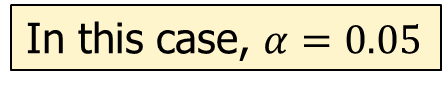 In this case, α = 0.05